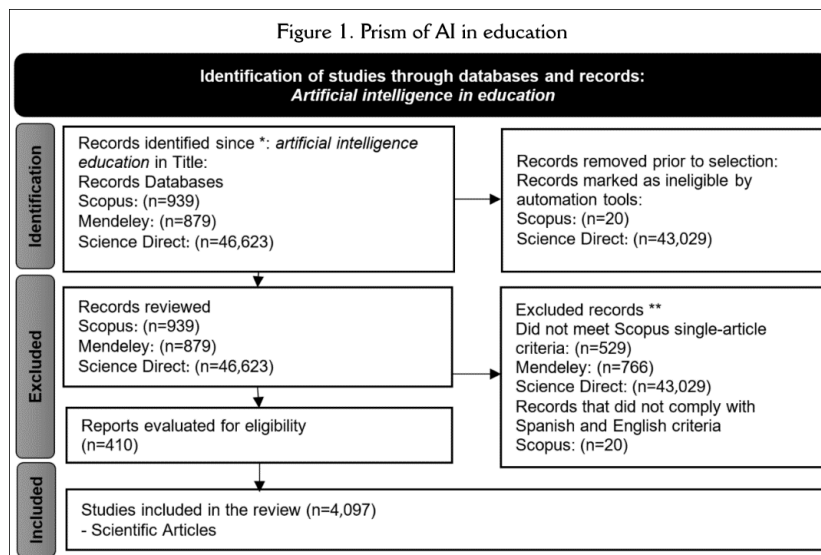 Figure 1. Prism of AI in education
Identification of studies through databases and records:
Artificial intelligence in education
Identification
Records identified since *: artificial intelligence
education in Title:
Records Databases
Scopus: (n=939)
Mendeley: (n=879)
Science Direct: (n=46,623)
Records removed prior to selection:
Records marked as ineligible by
automation tools:
Scopus: (n=20)
Science Direct: (n=43,029)
Excluded
Records reviewed
Scopus: (n=939)
Mendeley: (n=879)
Science Direct: (n=46,623)
Excluded records **
Did not meet Scopus single-article
criteria: (n=529)
Mendeley: (n=766)
Science Direct: (n=43,029)
Records that did not comply with
Spanish and English criteria
Scopus: (n=20)
Reports evaluated for eligibility
(n=410)
Included
Studies included in the review (n=4,097)
- Scientific Articles